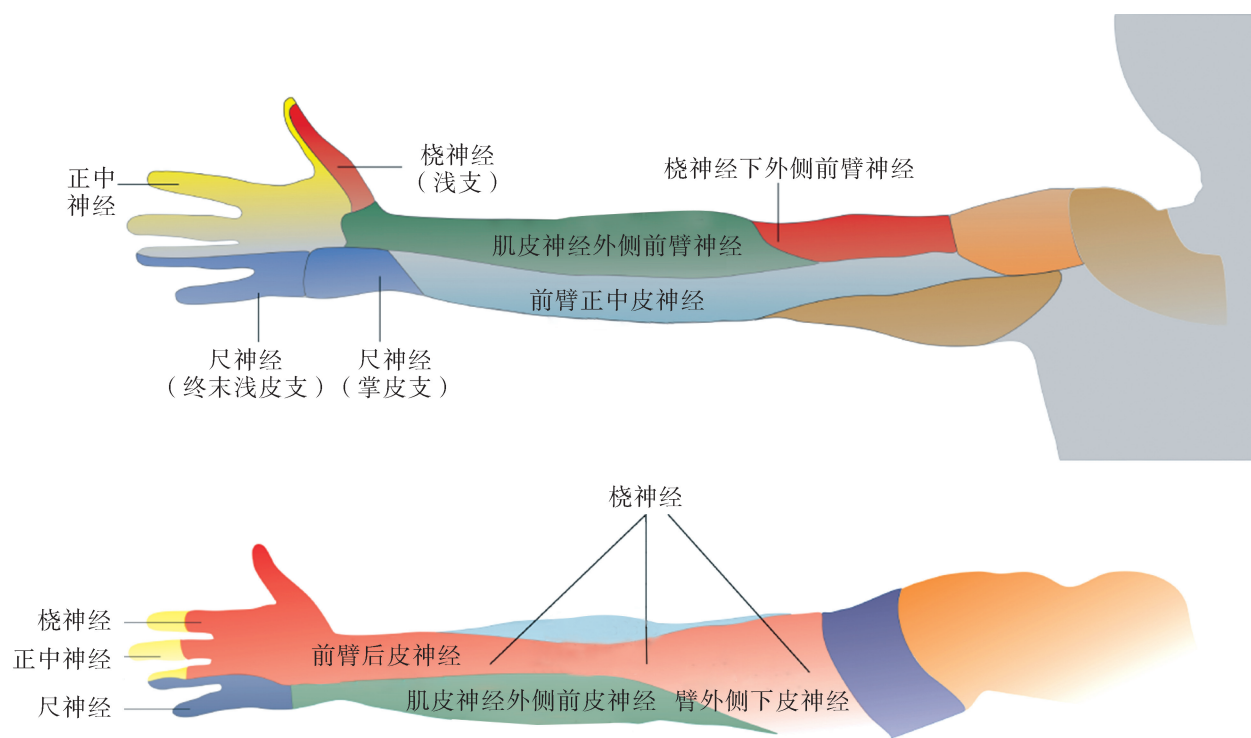 正中
神经
桡神经
（浅支）
桡神经下外侧前臂神经
肌皮神经外侧前臂神经
前臂正中皮神经
尺神经
（终末浅皮支）
尺神经
（掌皮支）
桡神经
桡神经
正中神经
尺神经
前臂后皮神经
肌皮神经外侧前皮神经
臂外侧下皮神经